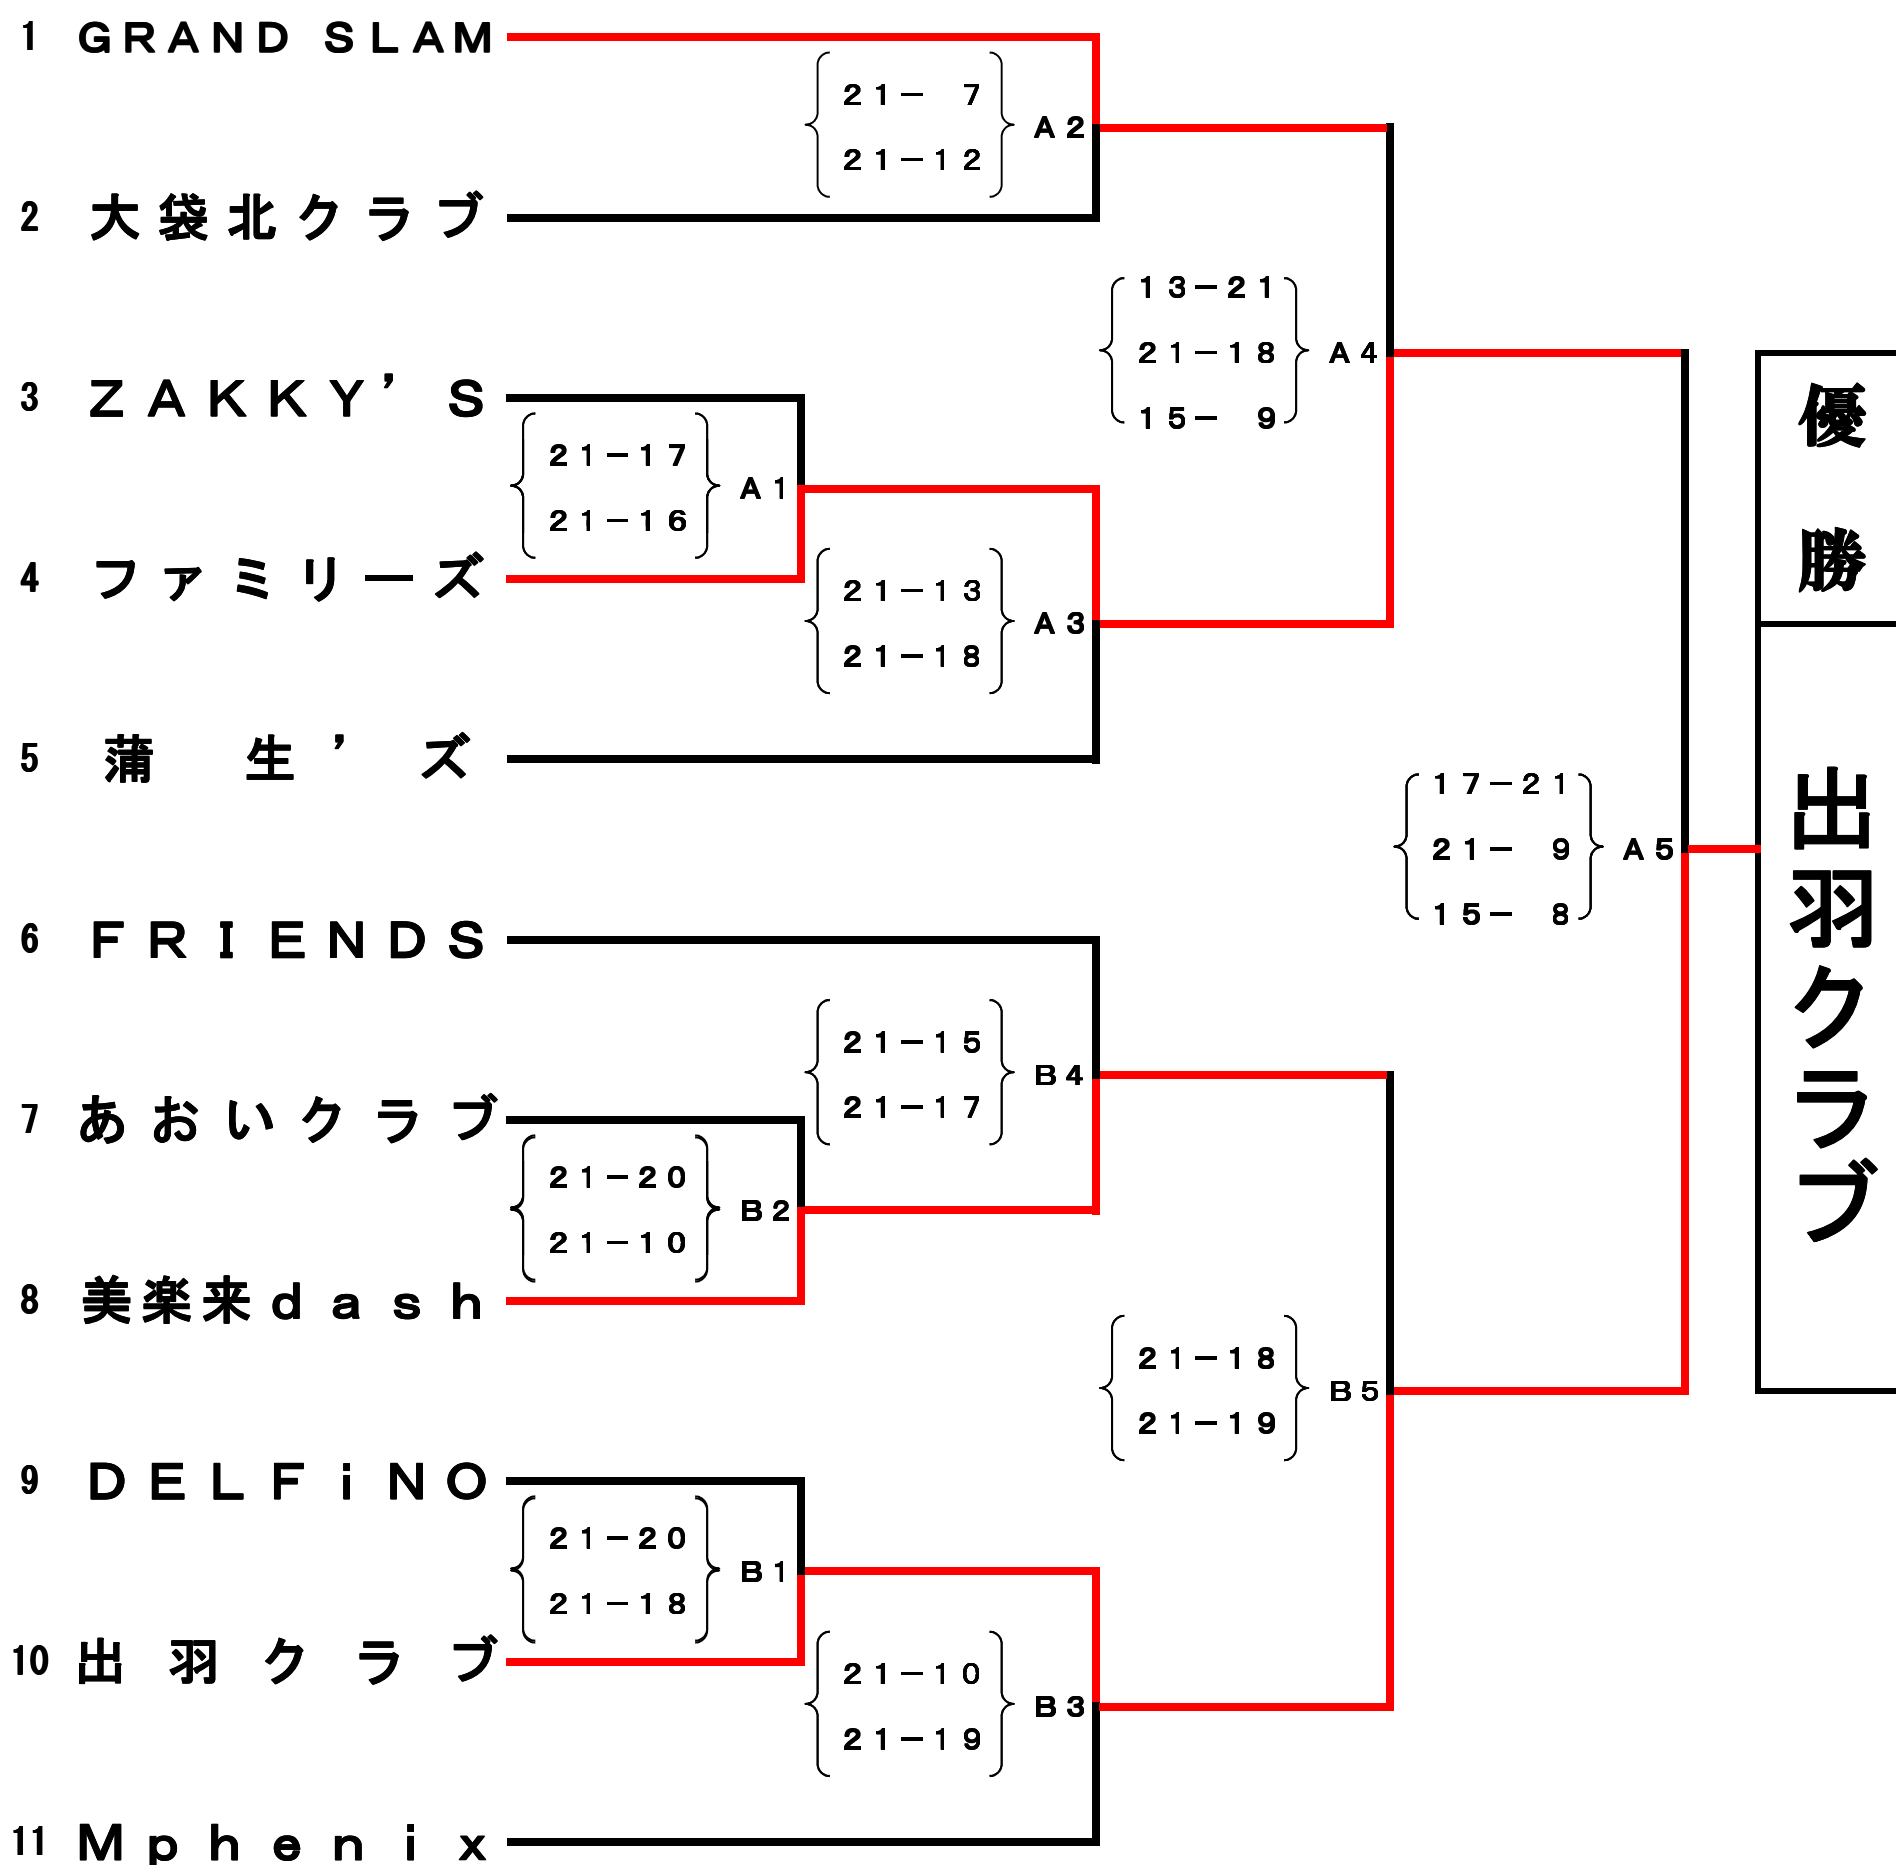 1 GRAND SLAM
21- 7
21-12
A2
2 大袋北クラブ
3 ZAKKY’S
21-17
21-16
A1
4 ファミリーズ
21-13
21-18
A3
5 蒲生’ズ
13-21
21-18
15- 9
A4
6 FRIENDS
21-15
21-17
B4
7 あおいクラブ
21-20
21-10
B2
8 美楽来dash
9 DELFiNO
21-20
21-18
B1
10 出羽クラブ
21-10
21-19
B3
11 Mphenix
21-18
21-19
B5
17-21
21- 9
15- 8
A5
優勝
出羽クラブ